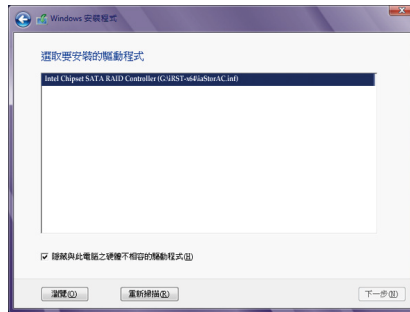 Windows 安裝程式
選取要安裝的驅動程式
Intel Chipset SATA RAID Controller (G:\iRST-x64\iaStorAC.inf)
隱藏與此電腦之硬體不相容的驅動程式(H)
瀏覽(O)
重新掃描(R)
下一步(N)